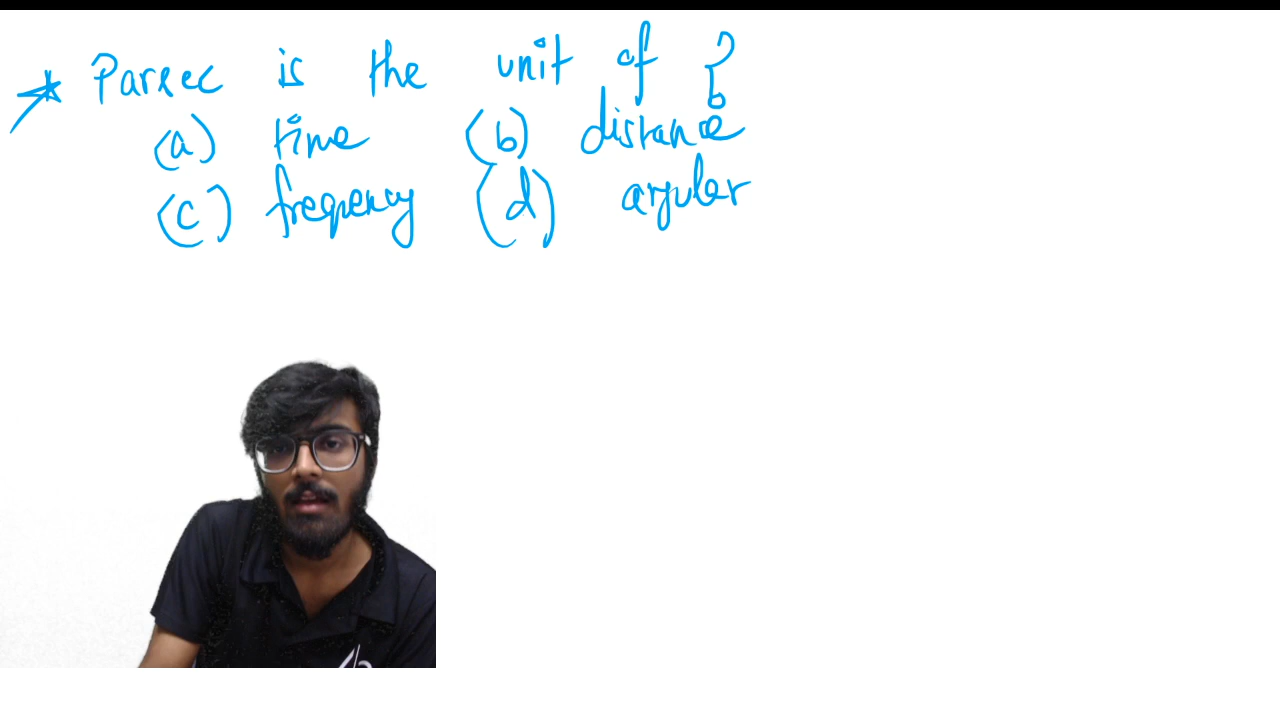 * Parsec is the unit of ?
(a) time (b) distance
(c) frequency (d) angular